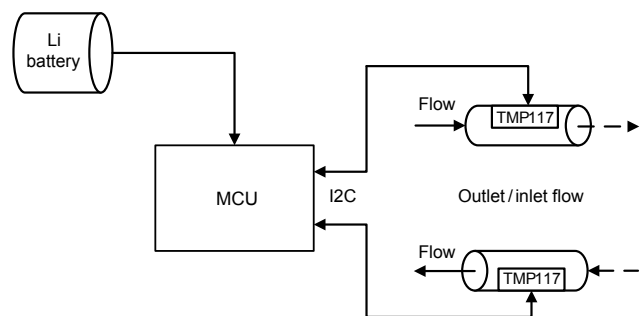 Li
battery
Flow
TMP117
MCU
I2C
Outlet / inlet flow
Flow
TMP117